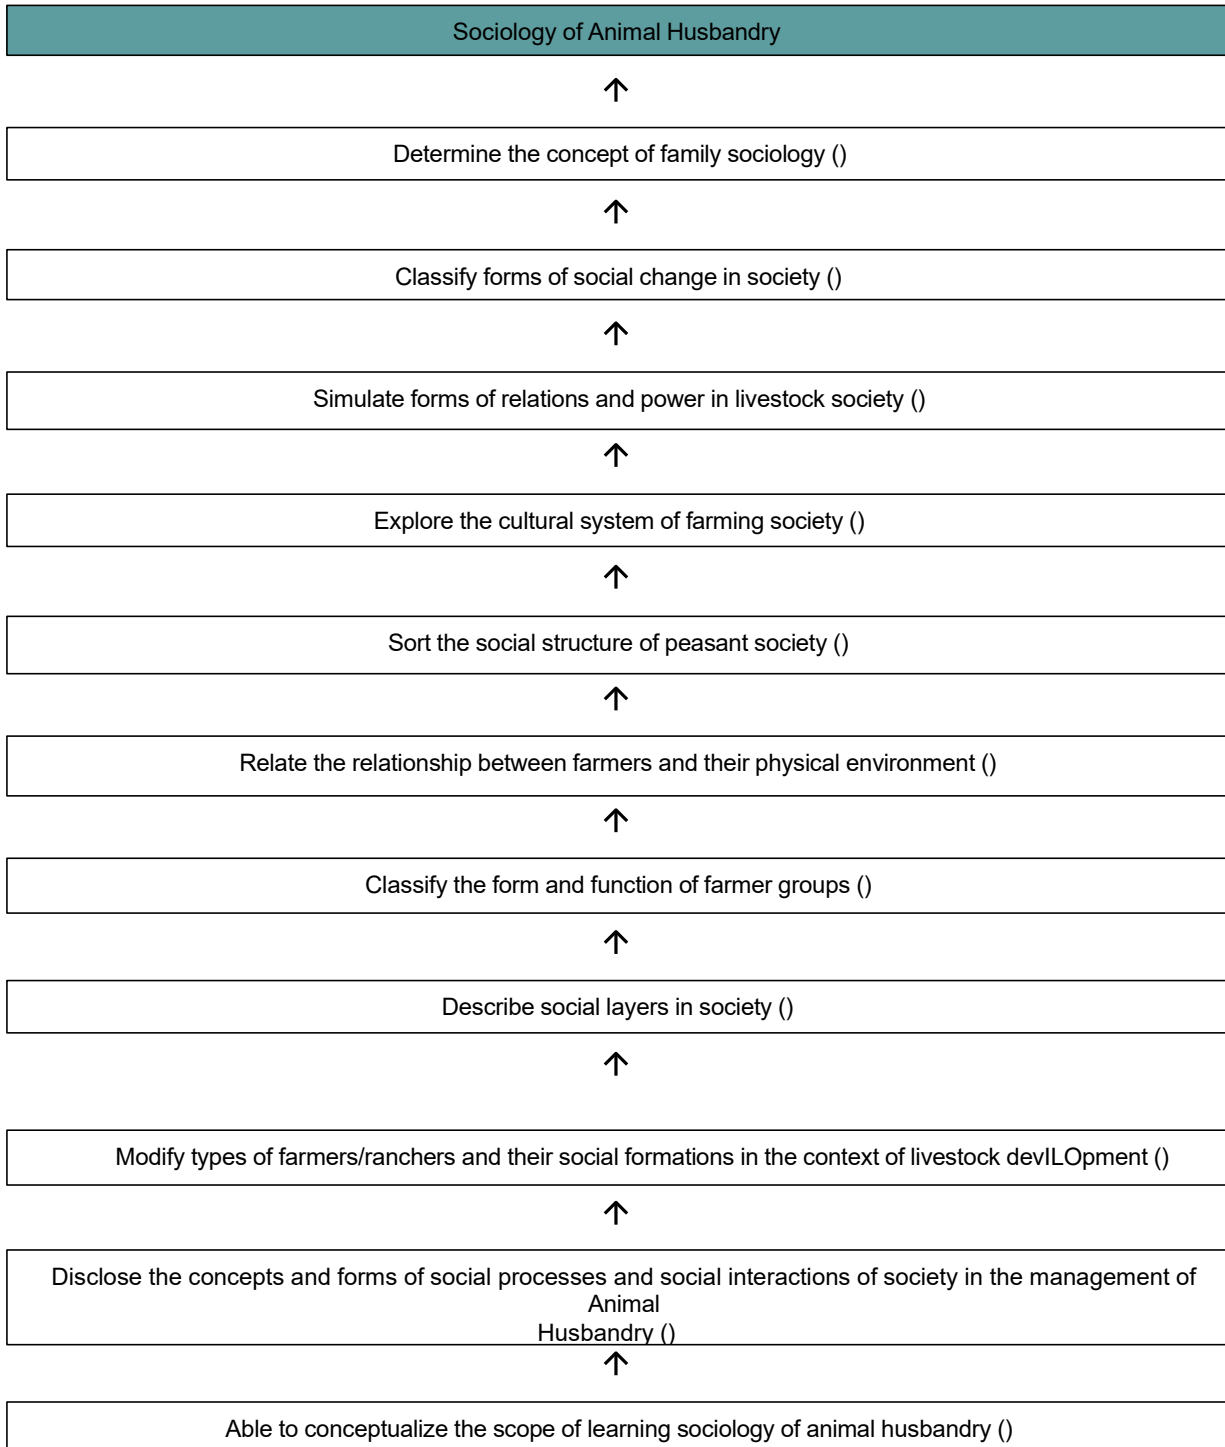 Sociology of Animal Husbandry
Determine the concept of family sociology ()
Classify forms of social change in society ()
Simulate forms of relations and power in livestock society ()
Explore the cultural system of farming society ()
Sort the social structure of peasant society ()
Relate the relationship between farmers and their physical environment ()
Classify the form and function of farmer groups ()
Describe social layers in society ()
Modify types of farmers/ranchers and their social formations in the context of livestock devILOpment ()
Disclose the concepts and forms of social processes and social interactions of society in the management of
Animal
Husbandry ()
Able to conceptualize the scope of learning sociology of animal husbandry ()